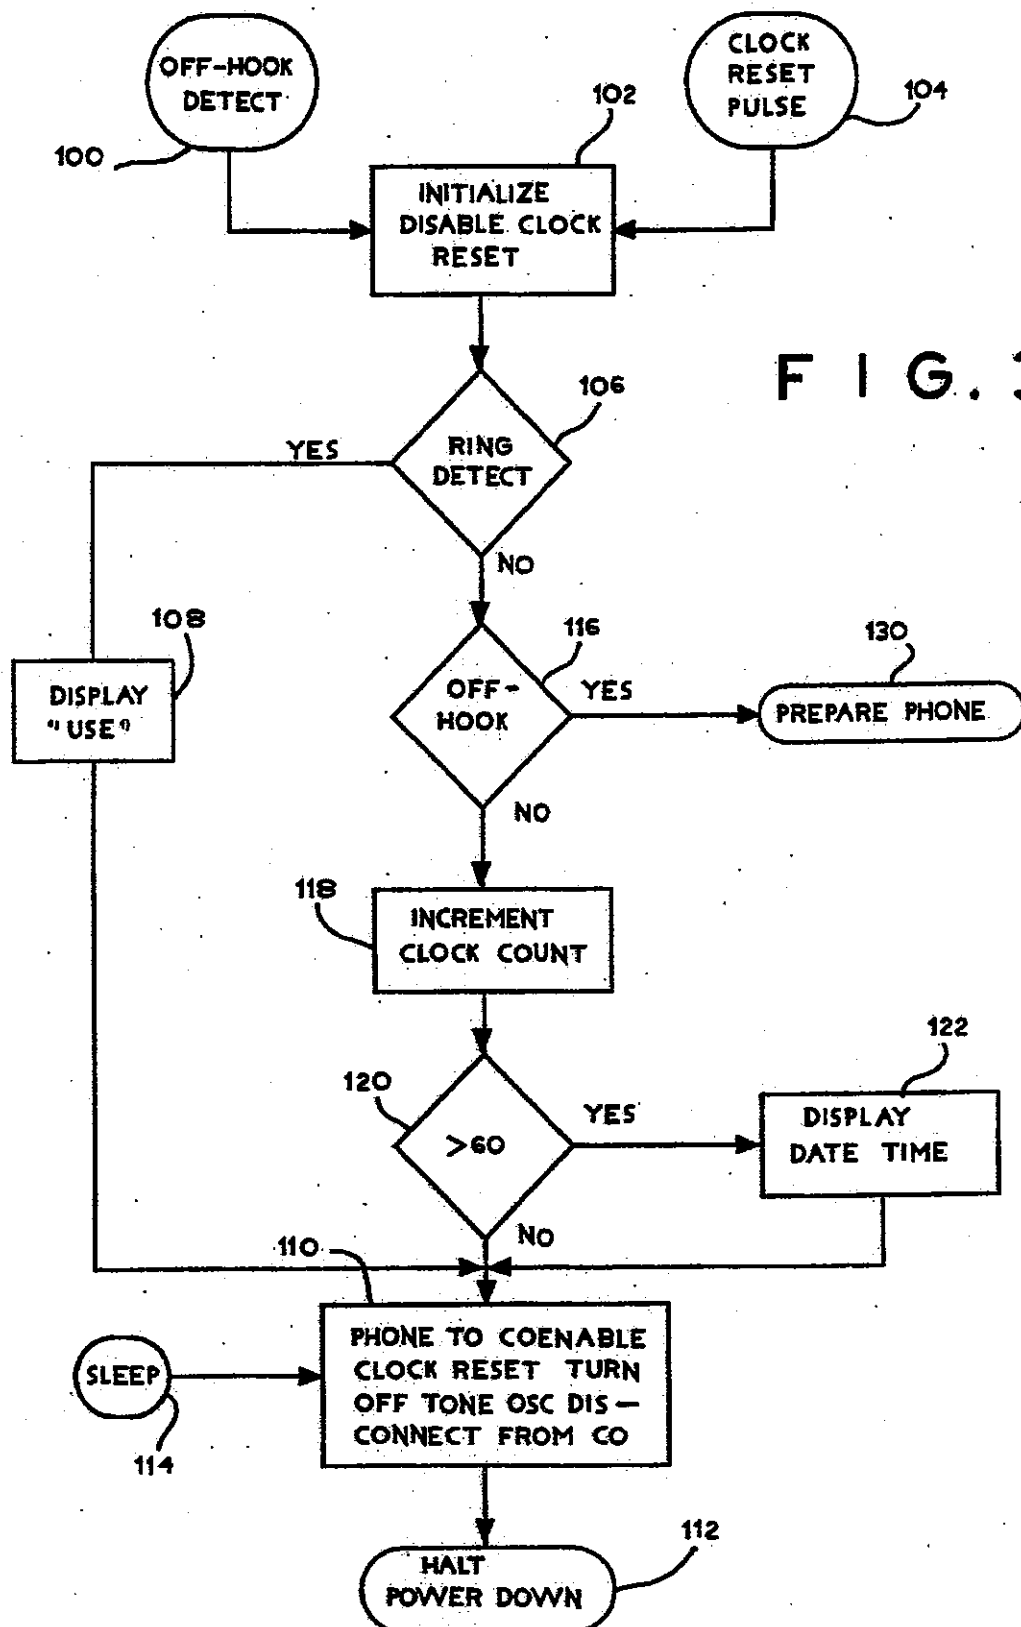 OFF-HOOK
DETECT
100
CLOCK
RESET
PULSE
104
102
INITIALIZE
DISABLE CLOCK
RESET
FIG.
106
RING
DETECT
YES
NO
108
DISPLAY
"USE"
116
OFF-
HOOK
YES
NO
130
PREPARE PHONE
118
INCREMENT
CLOCK COUNT
120
>60
YES
NO
122
DISPLAY
DATE TIME
110
PHONE TO COENABLE
CLOCK RESET TURN
OFF TONE OSC DIS-
CONNECT FROM CO
SLEEP
114
112
HALT
POWER DOWN